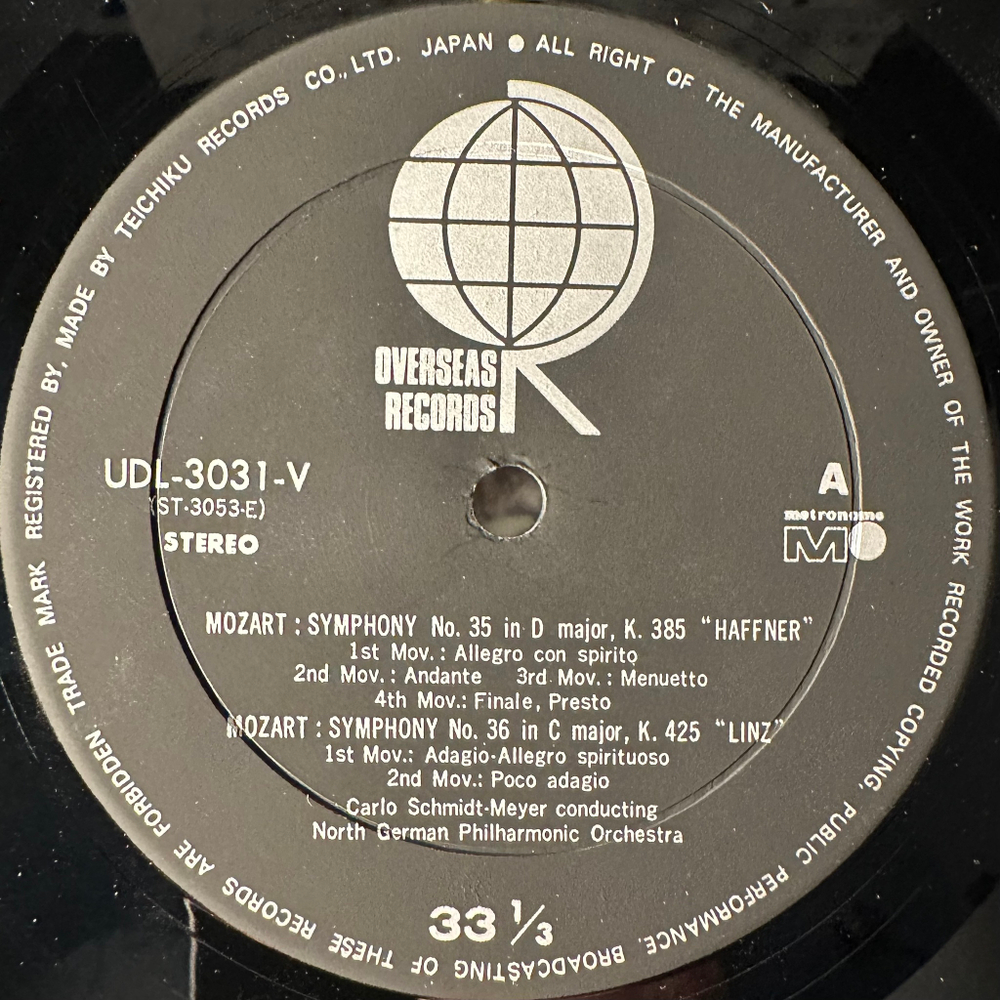 TRADE MARK REGISTERED BY, MADE BY TEICHIKU RECORDS CO., LTD. JAPAN ● ALL RIGHT OF THE MANUFACTURER AND OWNER OF THE WORK RECORDED COPYING, PUBLIC PERFORMANCE, BROADCASTING OF THESE RECORDS ARE FORBIDDEN,
OVERSEAS
RECORDS
R
UDL-3031-V
(ST-3053-E)
STEREO
A
metronome
M
MOZART : SYMPHONY No. 35 in D major, K. 385 “HAFFNER”
1st Mov. : Allegro con spirito
2nd Mov. : Andante 3rd Mov. : Menuetto
4th Mov. : Finale, Presto
MOZART : SYMPHONY No. 36 in C major, K. 425 “LINZ”
1st Mov.: Adagio-Allegro spirituoso
2nd Mov.: Poco adagio
Carlo Schmidt-Meyer conducting
North German Philharmonic Orchestra
33 1/3